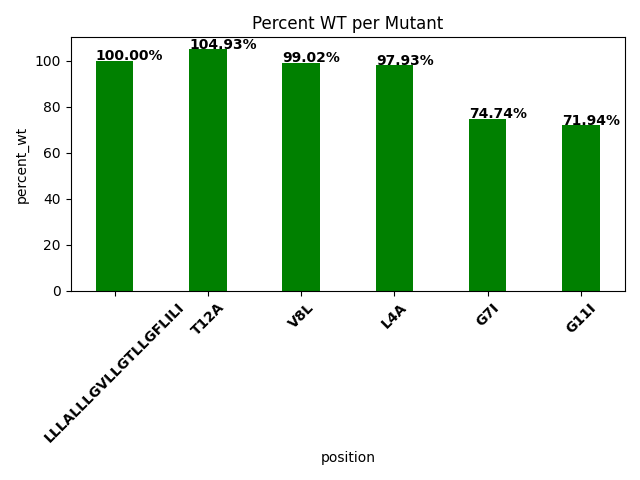 Percent WT per Mutant
percent_wt
100
80
60
40
20
0
100.00%
104.93%
99.02%
97.93%
74.74%
71.94%
LLLALLLGVLLGTLLGFLILI
T12A
V8L
L4A
G7I
G11I
position